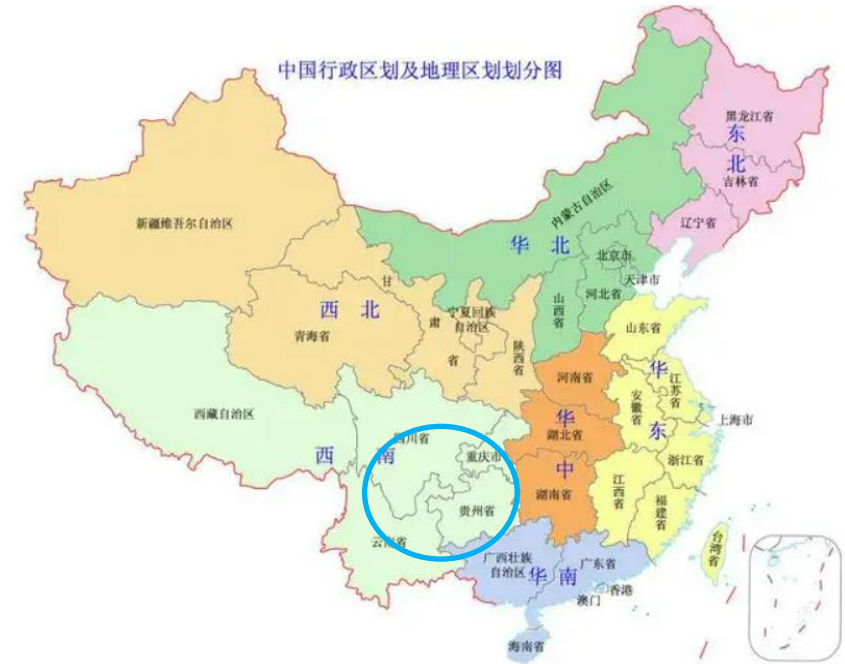 中国行政区划及地理区划划分图
黑龙江省
东
北
吉林省
辽宁省
内蒙古自治区
华 北
北京市
天津市
河北省
山西省
新疆维吾尔自治区
甘
肃
省
西 北
宁夏回族
自治区
青海省
陕西省
山东省
河南省
华
东
江苏省
安徽省
上海市
西藏自治区
四川省
西 南
重庆市
华
中
湖北省
浙江省
湖南省
江西省
福建省
贵州省
云南省
台湾省
广西壮族
自治区
华 南
广东省
香港
澳门
海南省